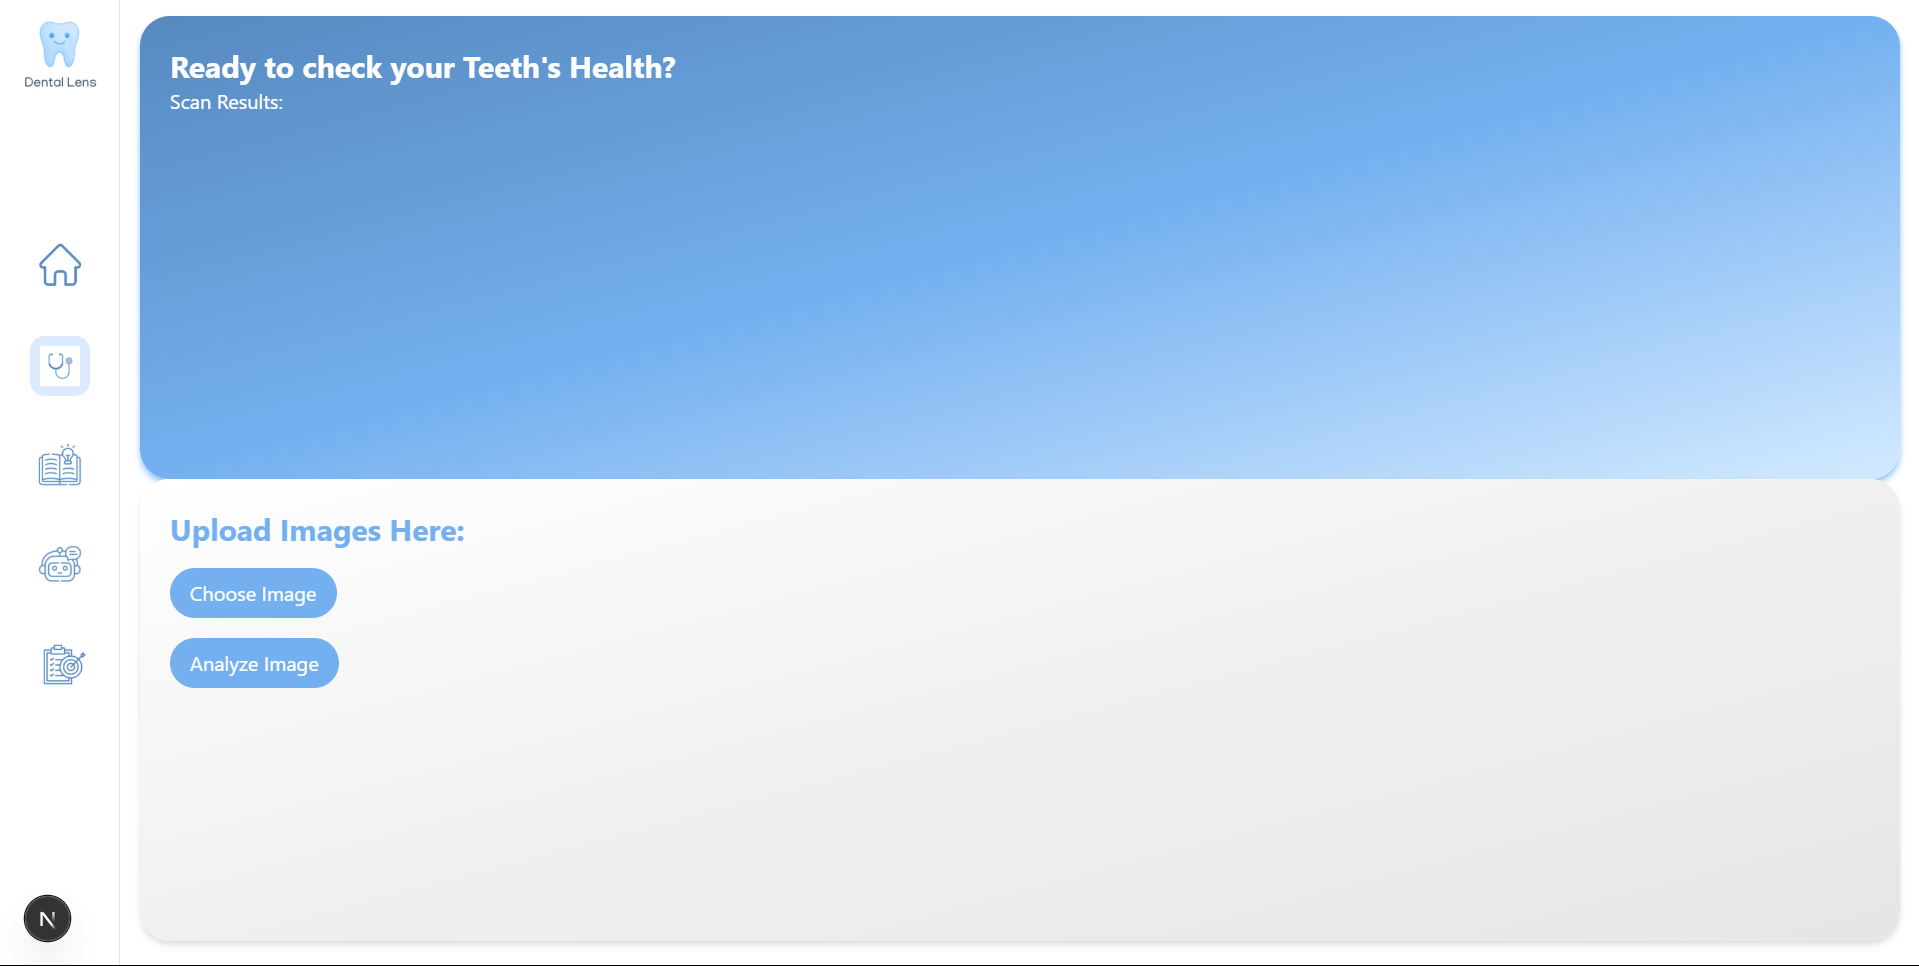 Dental Lens
Ready to check your Teeth's Health?
Scan Results:
Upload Images Here:
Choose Image
Analyze Image
N